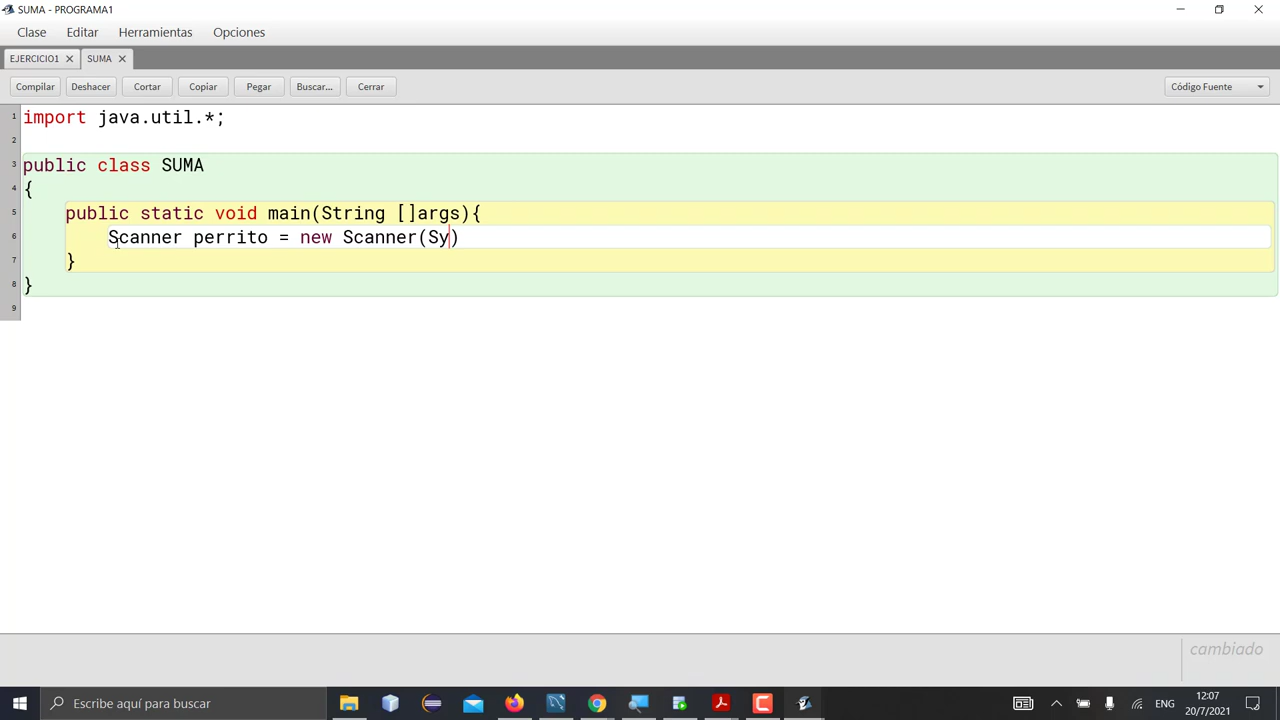 SUMA - PROGRAMA1
Clase Editar Herramientas Opciones
EJERCICIO1 SUMA
Compilar Deshacer Cortar Copiar Pegar Buscar... Cerrar Código Fuente
1 import java.util.*;
2
3 public class SUMA
4 {
5 public static void main(String []args){
6 Scanner perrito = new Scanner(Sy)
7 }
8 }
9
cambiado
Escribe aquí para buscar
ENG
12:07
20/7/2021